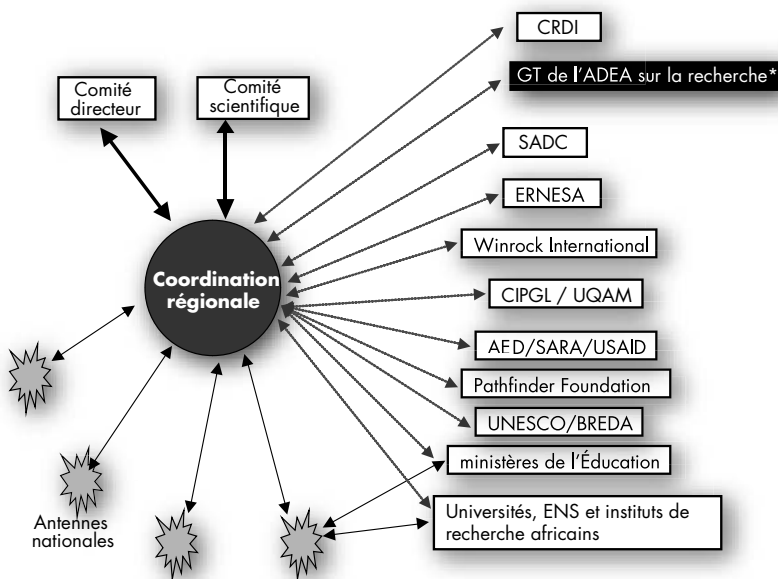 Comité
directeur
Comité
scientifique
CRDI
GT de l'ADEA sur la recherche*
SADC
ERNESA
Winrock International
Coordination
régionale
CIPGL / UQAM
AED/SARA/USAID
Pathfinder Foundation
UNESCO/BREDA
ministères de l'Éducation
Universités, ENS et instituts de
recherche africains
Antennes
nationales